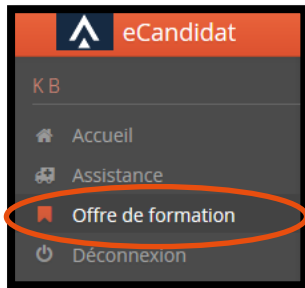 eCandidat
K B
Accueil
Assistance
Offre de formation
Déconnexion